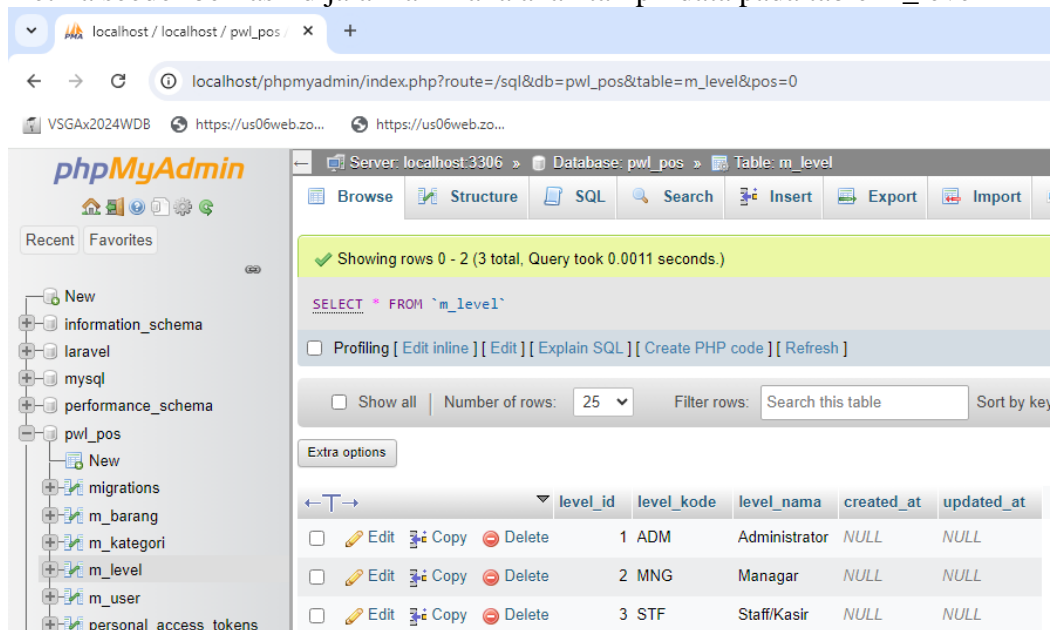 localhost / localhost / pwl_pos /
localhost/phpmyadmin/index.php?route=/sql&db=pwl_pos&table=m_level&pos=0
VSGAx2024WDB https://us06web.zo... https://us06web.zo...
phpMyAdmin
Recent Favorites
New
information_schema
laravel
mysql
performance_schema
pwl_pos
New
migrations
m_barang
m_kategori
m_level
m_user
personal_access_tokens
Server: localhost:3306 » Database: pwl_pos » Table: m_level
Browse Structure SQL Search Insert Export Import
Showing rows 0 - 2 (3 total, Query took 0.0011 seconds.)
SELECT * FROM `m_level`
Profiling [ Edit inline ] [ Edit ] [ Explain SQL ] [ Create PHP code ] [ Refresh ]
Show all Number of rows: 25 Filter rows: Search this table Sort by key
Extra options
level_id level_kode level_nama created_at updated_at
Edit Copy Delete 1 ADM Administrator NULL NULL
Edit Copy Delete 2 MNG Managar NULL NULL
Edit Copy Delete 3 STF Staff/Kasir NULL NULL